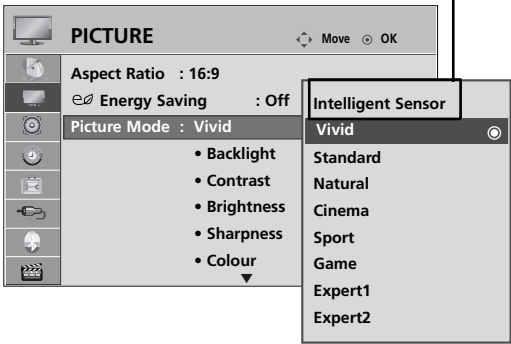 PICTURE
Move ⊙ OK
Aspect Ratio : 16:9
Energy Saving : Off
Picture Mode : Vivid
• Backlight
• Contrast
• Brightness
• Sharpness
• Colour
Intelligent Sensor
Vivid
Standard
Natural
Cinema
Sport
Game
Expert1
Expert2